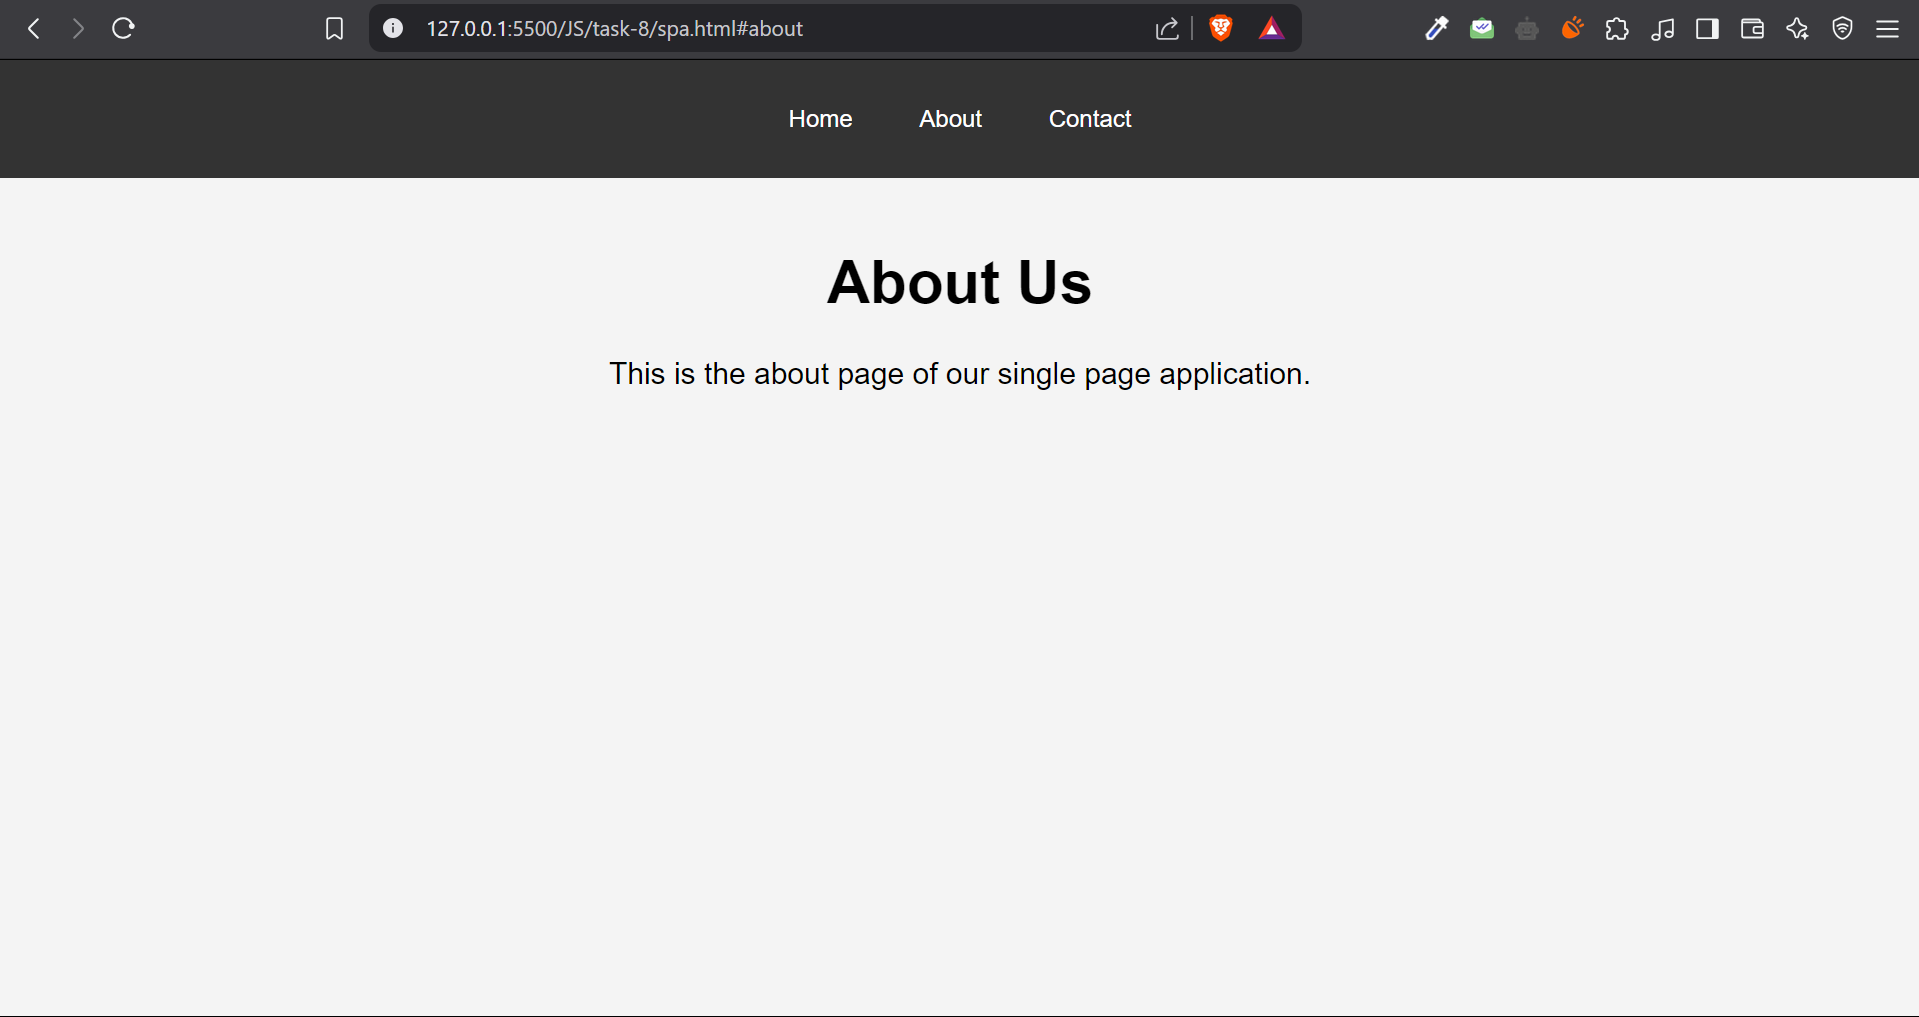 127.0.0.1:5500/JS/task-8/spa.html#about
Home About Contact
About Us
This is the about page of our single page application.